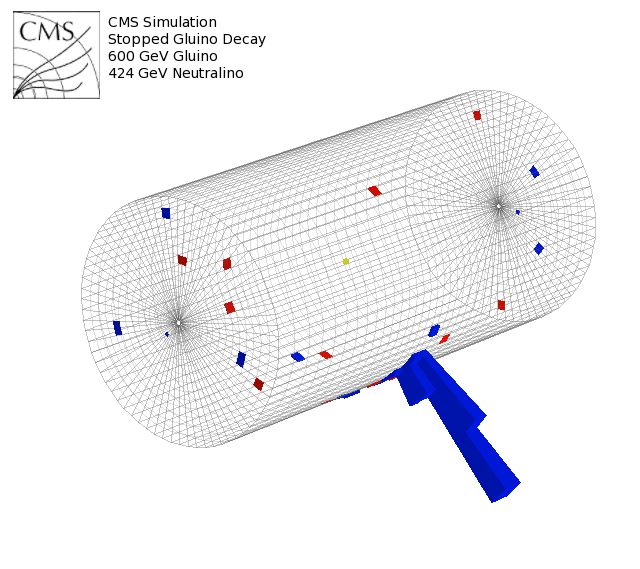 CMS
CMS Simulation
Stopped Gluino Decay
600 GeV Gluino
424 GeV Neutralino